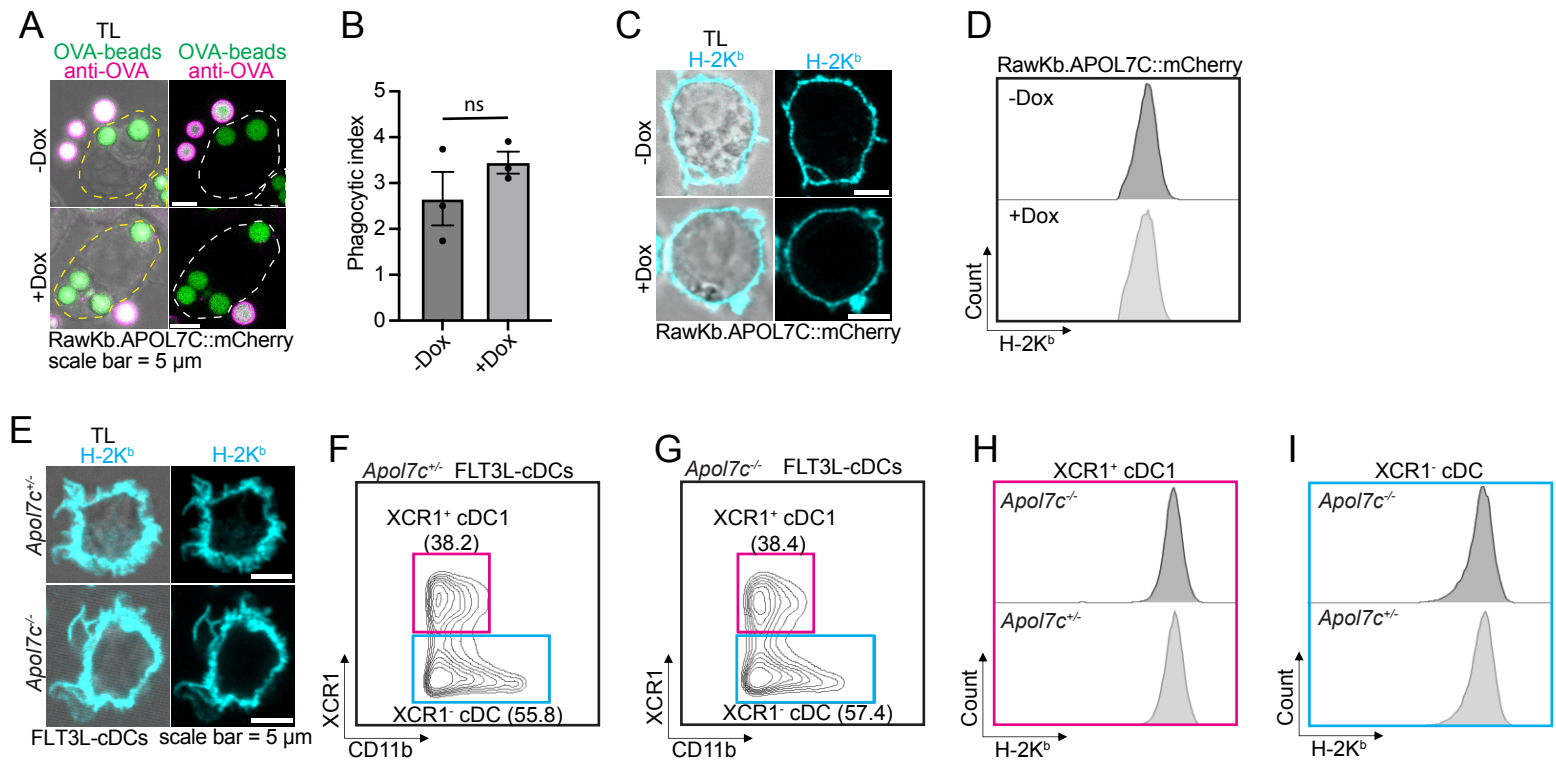 A
TL
OVA-beads OVA-beads
anti-OVA anti-OVA
-Dox
+Dox
RawKb.APOL7C::mCherry
scale bar = 5 µm
B
Phagocytic index
5
4
3
2
1
0
ns
-Dox
+Dox
C
TL
H-2Kᵇ H-2Kᵇ
-Dox
+Dox
RawKb.APOL7C::mCherry
D
RawKb.APOL7C::mCherry
-Dox
+Dox
Count
H-2Kᵇ
E
TL
H-2Kᵇ H-2Kᵇ
Apol7c⁺/⁻
Apol7c⁻/⁻
FLT3L-cDCs scale bar = 5 µm
F
Apol7c⁺/⁻ FLT3L-cDCs
XCR1⁺ cDC1
(38.2)
XCR1⁻ cDC (55.8)
XCR1
CD11b
G
Apol7c⁻/⁻ FLT3L-cDCs
XCR1⁺ cDC1
(38.4)
XCR1⁻ cDC (57.4)
XCR1
CD11b
H
XCR1⁺ cDC1
Apol7c⁻/⁻
Apol7c⁺/⁻
Count
H-2Kᵇ
I
XCR1⁻ cDC
Apol7c⁻/⁻
Apol7c⁺/⁻
Count
H-2Kᵇ